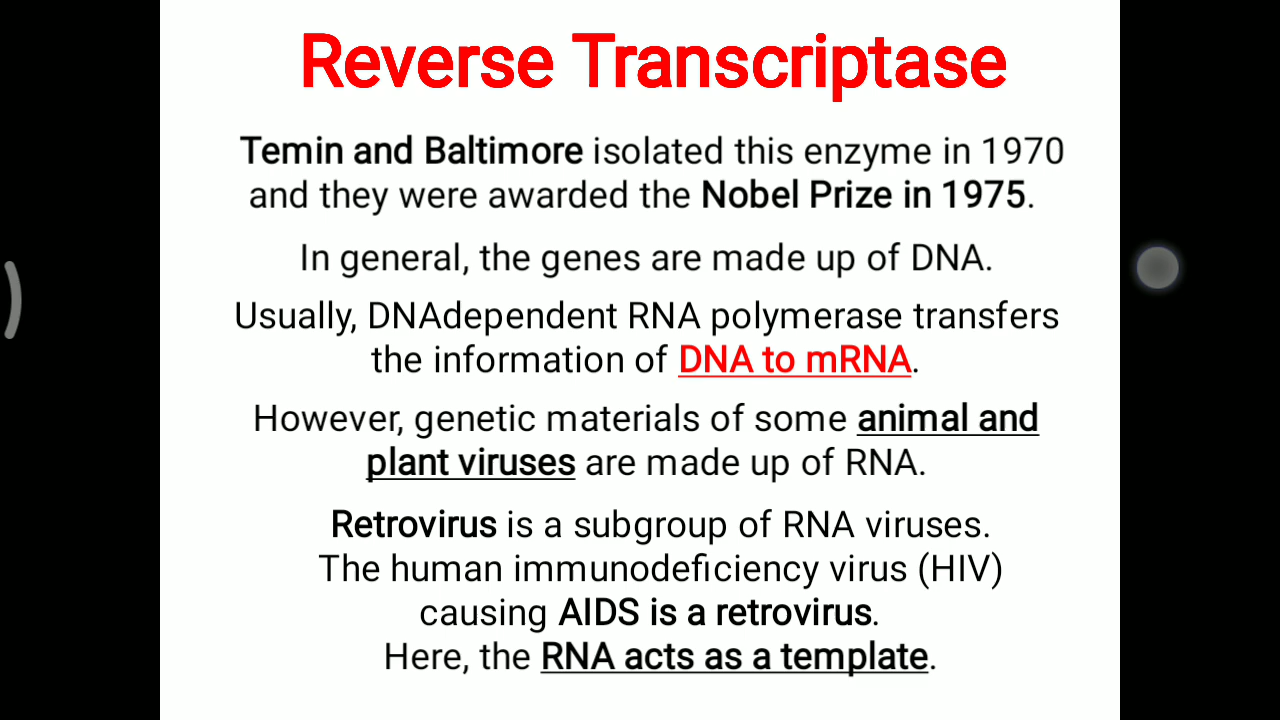 Reverse Transcriptase
Temin and Baltimore isolated this enzyme in 1970
and they were awarded the Nobel Prize in 1975.
In general, the genes are made up of DNA.
Usually, DNAdependent RNA polymerase transfers
the information of DNA to mRNA.
However, genetic materials of some animal and
plant viruses are made up of RNA.
Retrovirus is a subgroup of RNA viruses.
The human immunodeficiency virus (HIV)
causing AIDS is a retrovirus.
Here, the RNA acts as a template.